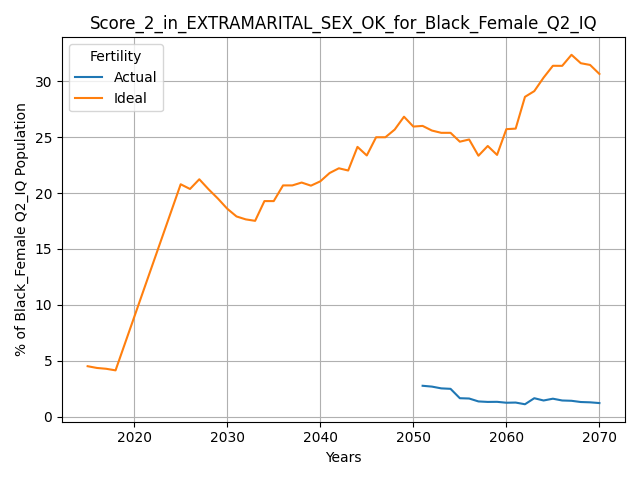 Score_2_in_EXTRAMARITAL_SEX_OK_for_Black_Female_Q2_IQ
Fertility
Actual
Ideal
% of Black_Female Q2_IQ Population
30
25
20
15
10
5
0
2020 2030 2040 2050 2060 2070
Years